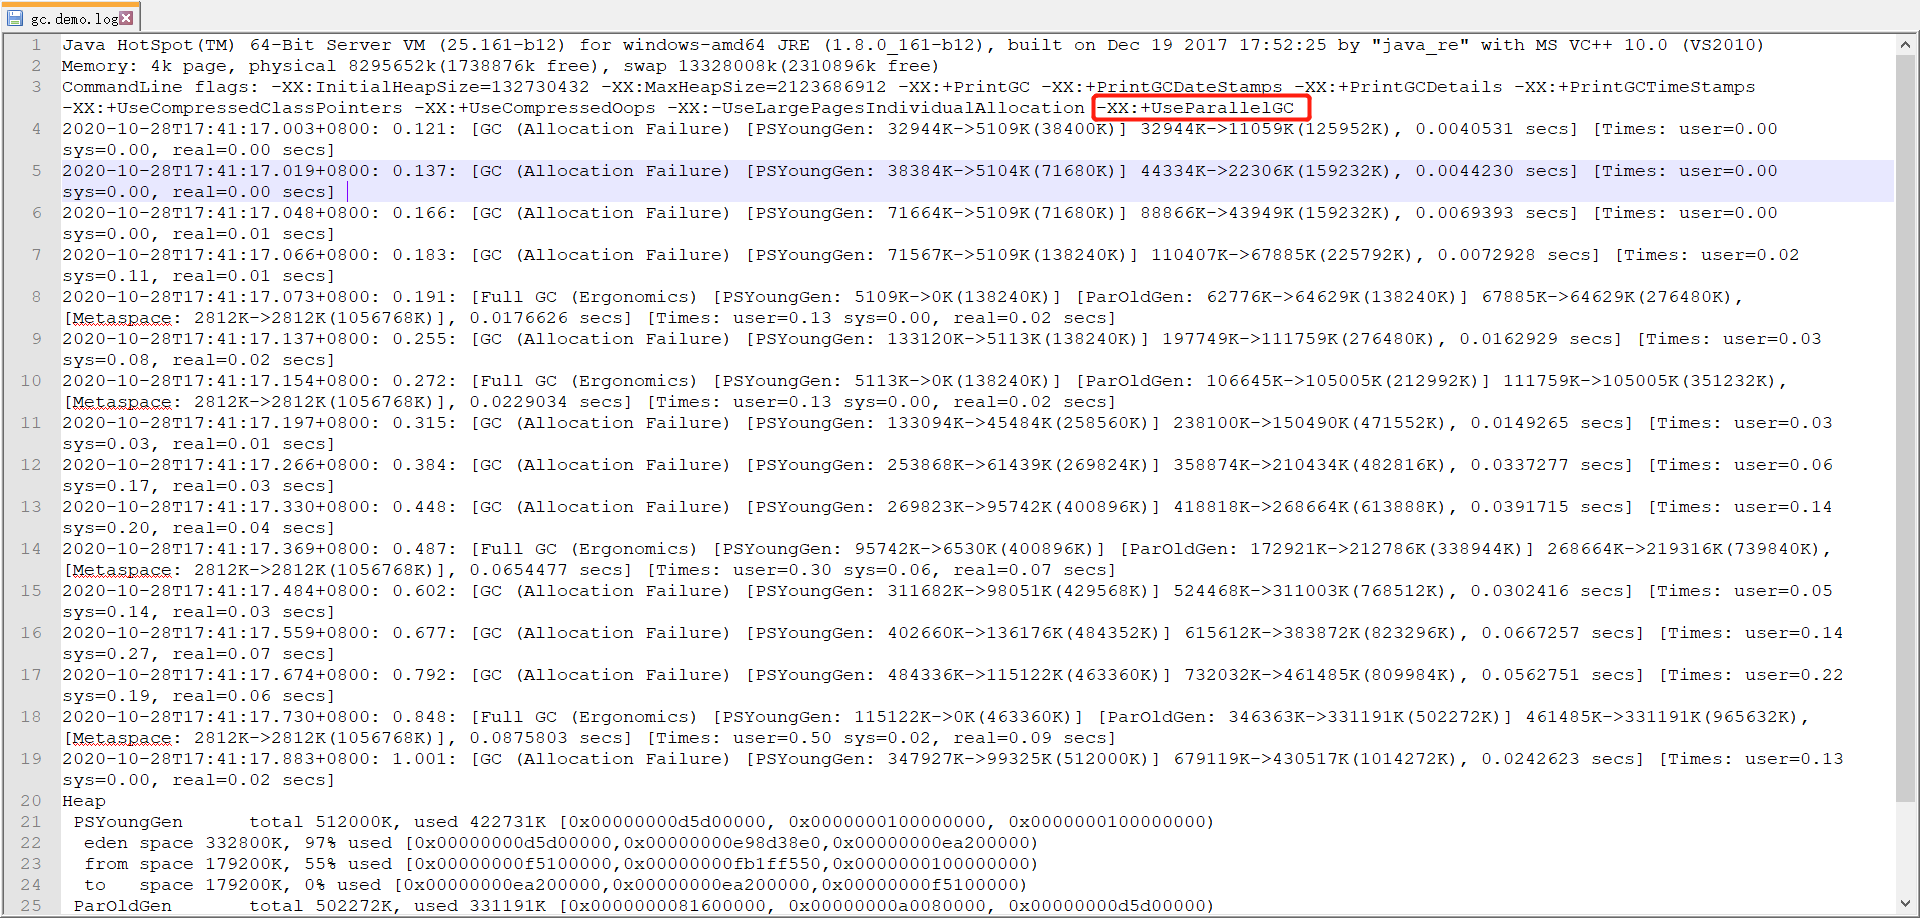 gc.demo.log
1 Java HotSpot(TM) 64-Bit Server VM (25.161-b12) for windows-amd64 JRE (1.8.0_161-b12), built on Dec 19 2017 17:52:25 by "java_re" with MS VC++ 10.0 (VS2010)
2 Memory: 4k page, physical 8295652k(1738876k free), swap 13328008k(2310896k free)
3 CommandLine flags: -XX:InitialHeapSize=132730432 -XX:MaxHeapSize=2123686912 -XX:+PrintGC -XX:+PrintGCDateStamps -XX:+PrintGCDetails -XX:+PrintGCTimeStamps
-XX:+UseCompressedClassPointers -XX:+UseCompressedOops -XX:-UseLargePagesIndividualAllocation -XX:+UseParallelGC
4 2020-10-28T17:41:17.003+0800: 0.121: [GC (Allocation Failure) [PSYoungGen: 32944K->5109K(38400K)] 32944K->11059K(125952K), 0.0040531 secs] [Times: user=0.00
sys=0.00, real=0.00 secs]
5 2020-10-28T17:41:17.019+0800: 0.137: [GC (Allocation Failure) [PSYoungGen: 38384K->5104K(71680K)] 44334K->22306K(159232K), 0.0044230 secs] [Times: user=0.00
sys=0.00, real=0.00 secs]
6 2020-10-28T17:41:17.048+0800: 0.166: [GC (Allocation Failure) [PSYoungGen: 71664K->5109K(71680K)] 88866K->43949K(159232K), 0.0069393 secs] [Times: user=0.00
sys=0.00, real=0.01 secs]
7 2020-10-28T17:41:17.066+0800: 0.183: [GC (Allocation Failure) [PSYoungGen: 71567K->5109K(138240K)] 110407K->67885K(225792K), 0.0072928 secs] [Times: user=0.02
sys=0.11, real=0.01 secs]
8 2020-10-28T17:41:17.073+0800: 0.191: [Full GC (Ergonomics) [PSYoungGen: 5109K->0K(138240K)] [ParOldGen: 62776K->64629K(138240K)] 67885K->64629K(276480K),
[Metaspace: 2812K->2812K(1056768K)], 0.0176626 secs] [Times: user=0.13 sys=0.00, real=0.02 secs]
9 2020-10-28T17:41:17.137+0800: 0.255: [GC (Allocation Failure) [PSYoungGen: 133120K->5113K(138240K)] 197749K->111759K(276480K), 0.0162929 secs] [Times: user=0.03
sys=0.08, real=0.02 secs]
10 2020-10-28T17:41:17.154+0800: 0.272: [Full GC (Ergonomics) [PSYoungGen: 5113K->0K(138240K)] [ParOldGen: 106645K->105005K(212992K)] 111759K->105005K(351232K),
[Metaspace: 2812K->2812K(1056768K)], 0.0229034 secs] [Times: user=0.13 sys=0.00, real=0.02 secs]
11 2020-10-28T17:41:17.197+0800: 0.315: [GC (Allocation Failure) [PSYoungGen: 133094K->45484K(258560K)] 238100K->150490K(471552K), 0.0149265 secs] [Times: user=0.03
sys=0.03, real=0.01 secs]
12 2020-10-28T17:41:17.266+0800: 0.384: [GC (Allocation Failure) [PSYoungGen: 253868K->61439K(269824K)] 358874K->210434K(482816K), 0.0337277 secs] [Times: user=0.06
sys=0.17, real=0.03 secs]
13 2020-10-28T17:41:17.330+0800: 0.448: [GC (Allocation Failure) [PSYoungGen: 269823K->95742K(400896K)] 418818K->268664K(613888K), 0.0391715 secs] [Times: user=0.14
sys=0.20, real=0.04 secs]
14 2020-10-28T17:41:17.369+0800: 0.487: [Full GC (Ergonomics) [PSYoungGen: 95742K->6530K(400896K)] [ParOldGen: 172921K->212786K(338944K)] 268664K->219316K(739840K),
[Metaspace: 2812K->2812K(1056768K)], 0.0654477 secs] [Times: user=0.30 sys=0.06, real=0.07 secs]
15 2020-10-28T17:41:17.484+0800: 0.602: [GC (Allocation Failure) [PSYoungGen: 311682K->98051K(429568K)] 524468K->311003K(768512K), 0.0302416 secs] [Times: user=0.05
sys=0.14, real=0.03 secs]
16 2020-10-28T17:41:17.559+0800: 0.677: [GC (Allocation Failure) [PSYoungGen: 402660K->136176K(484352K)] 615612K->383872K(823296K), 0.0667257 secs] [Times: user=0.14
sys=0.27, real=0.07 secs]
17 2020-10-28T17:41:17.674+0800: 0.792: [GC (Allocation Failure) [PSYoungGen: 484336K->115122K(463360K)] 732032K->461485K(809984K), 0.0562751 secs] [Times: user=0.22
sys=0.19, real=0.06 secs]
18 2020-10-28T17:41:17.730+0800: 0.848: [Full GC (Ergonomics) [PSYoungGen: 115122K->0K(463360K)] [ParOldGen: 346363K->331191K(502272K)] 461485K->331191K(965632K),
[Metaspace: 2812K->2812K(1056768K)], 0.0875803 secs] [Times: user=0.50 sys=0.02, real=0.09 secs]
19 2020-10-28T17:41:17.883+0800: 1.001: [GC (Allocation Failure) [PSYoungGen: 347927K->99325K(512000K)] 679119K->430517K(1014272K), 0.0242623 secs] [Times: user=0.13
sys=0.00, real=0.02 secs]
20 Heap
21 PSYoungGen total 512000K, used 422731K [0x00000000d5d00000, 0x0000000100000000, 0x0000000100000000)
22 eden space 332800K, 97% used [0x00000000d5d00000,0x00000000e98d38e0,0x00000000ea200000)
23 from space 179200K, 55% used [0x00000000f5100000,0x00000000fb1ff550,0x0000000100000000)
24 to space 179200K, 0% used [0x00000000ea200000,0x00000000ea200000,0x00000000f5100000)
25 ParOldGen total 502272K, used 331191K [0x0000000081600000, 0x00000000a0080000, 0x00000000d5d00000)